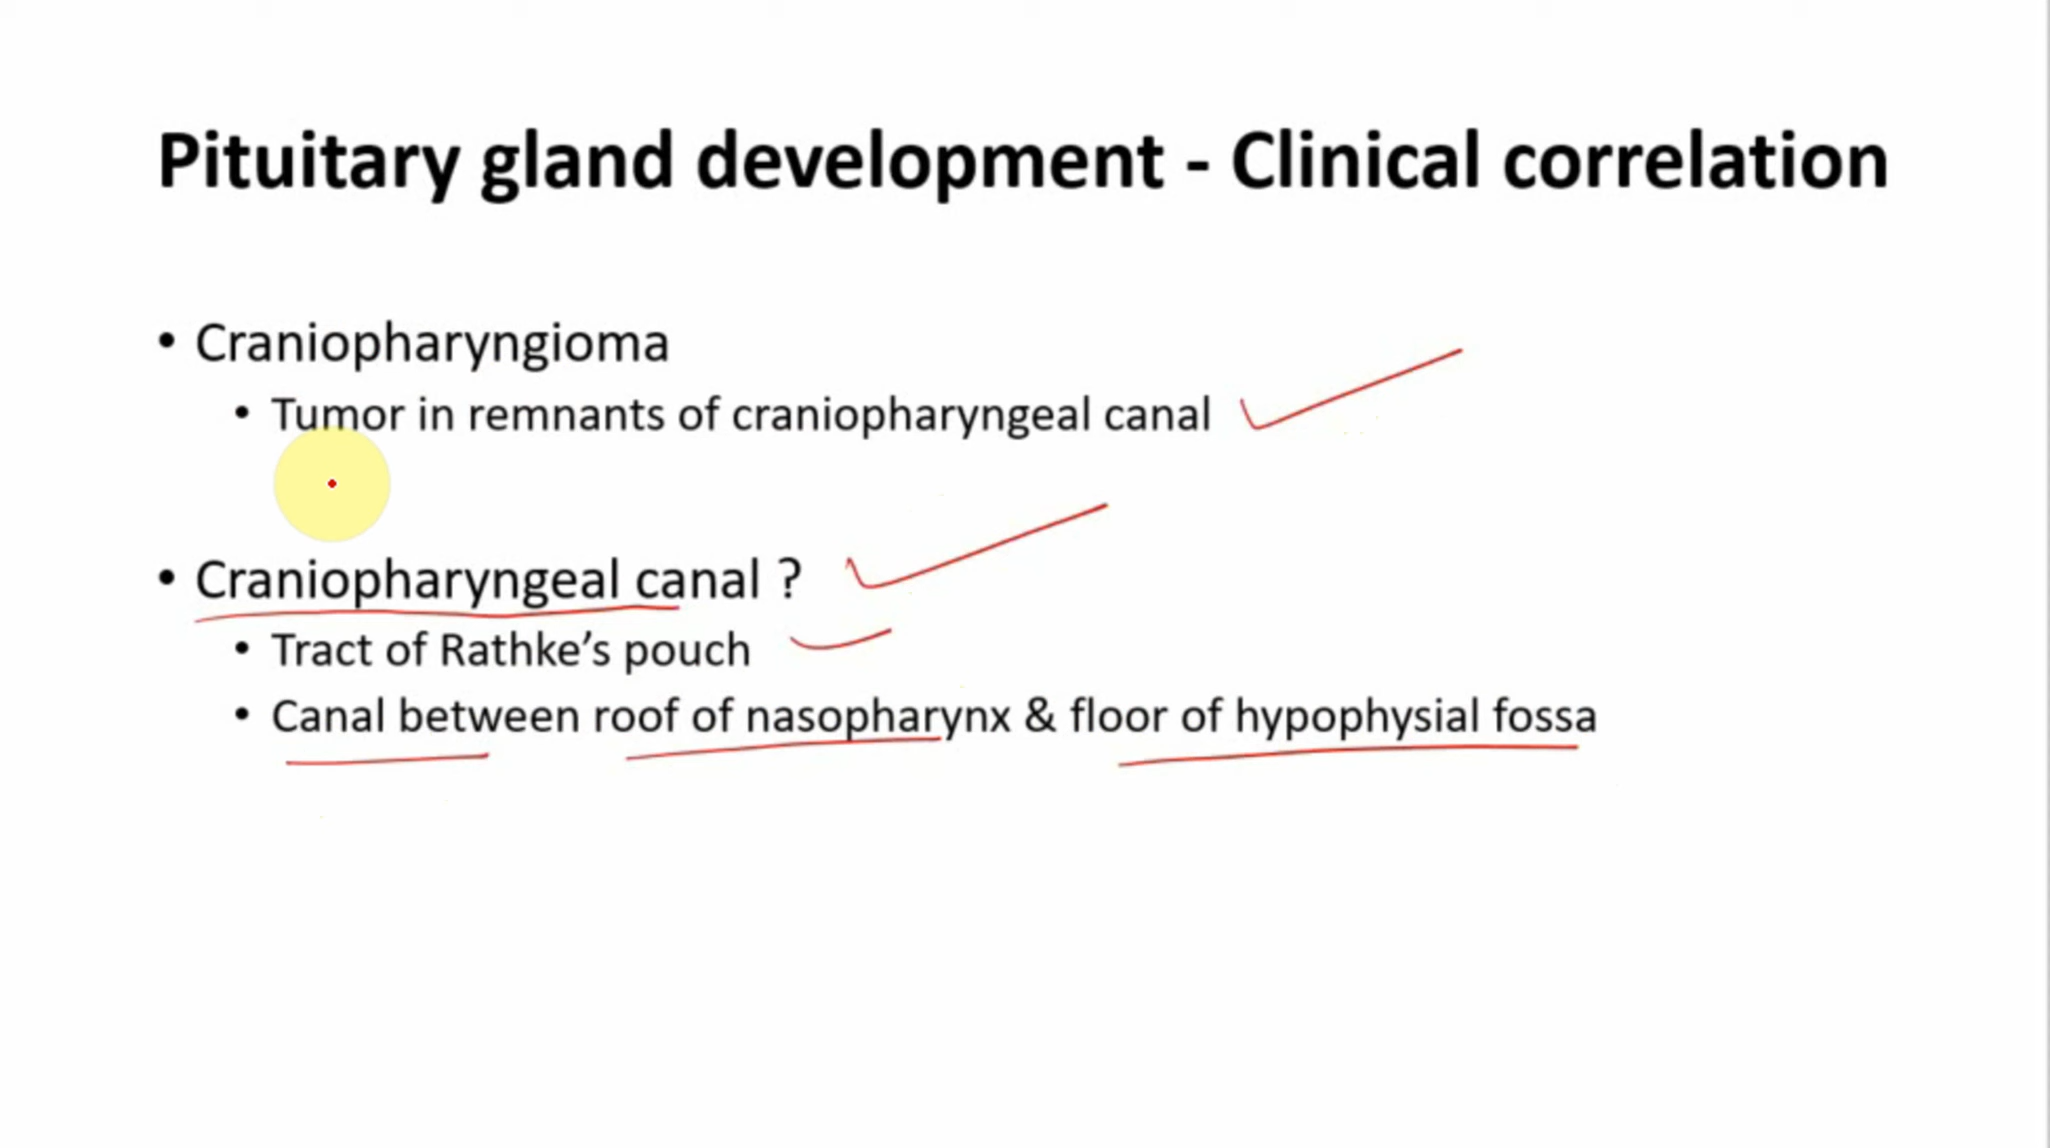 Pituitary gland development - Clinical correlation
• Craniopharyngioma
• Tumor in remnants of craniopharyngeal canal
• Craniopharyngeal canal ?
• Tract of Rathke’s pouch
• Canal between roof of nasopharynx & floor of hypophysial fossa